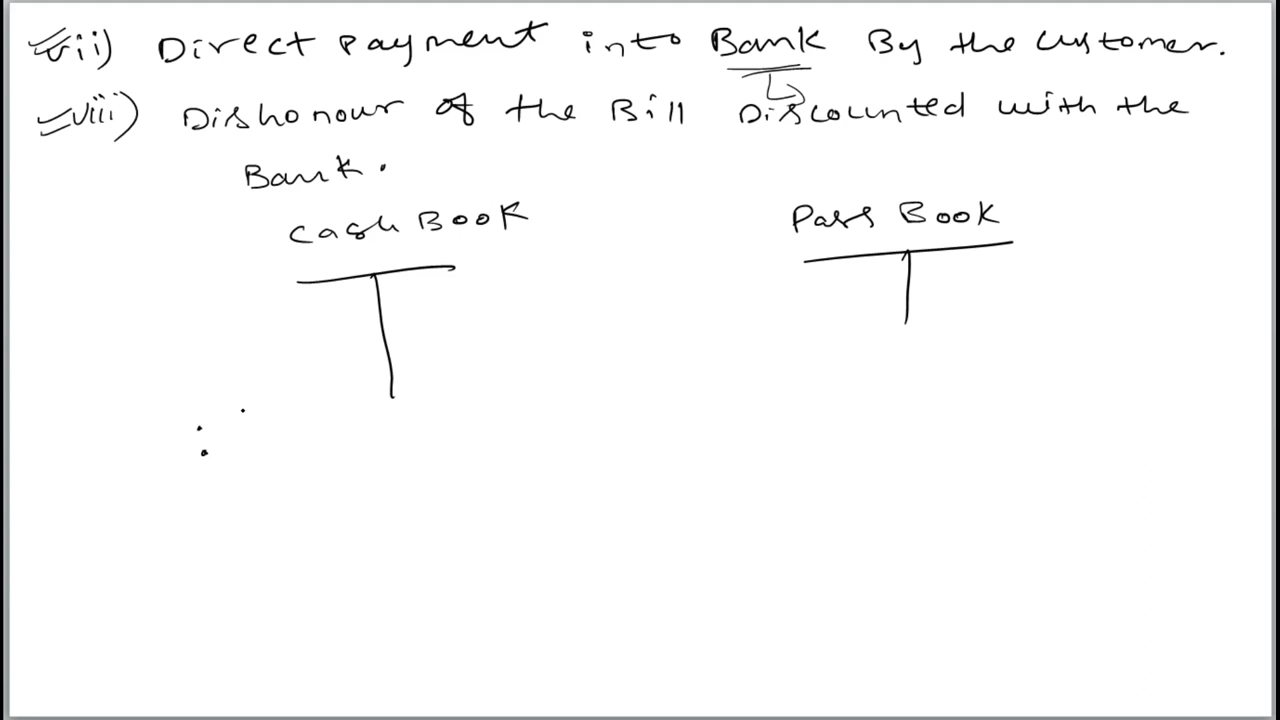 vii) Direct payment into Bank By the customer.
viii) Dishonour of the Bill Discounted with the
Bank.
Cash Book
Pass Book